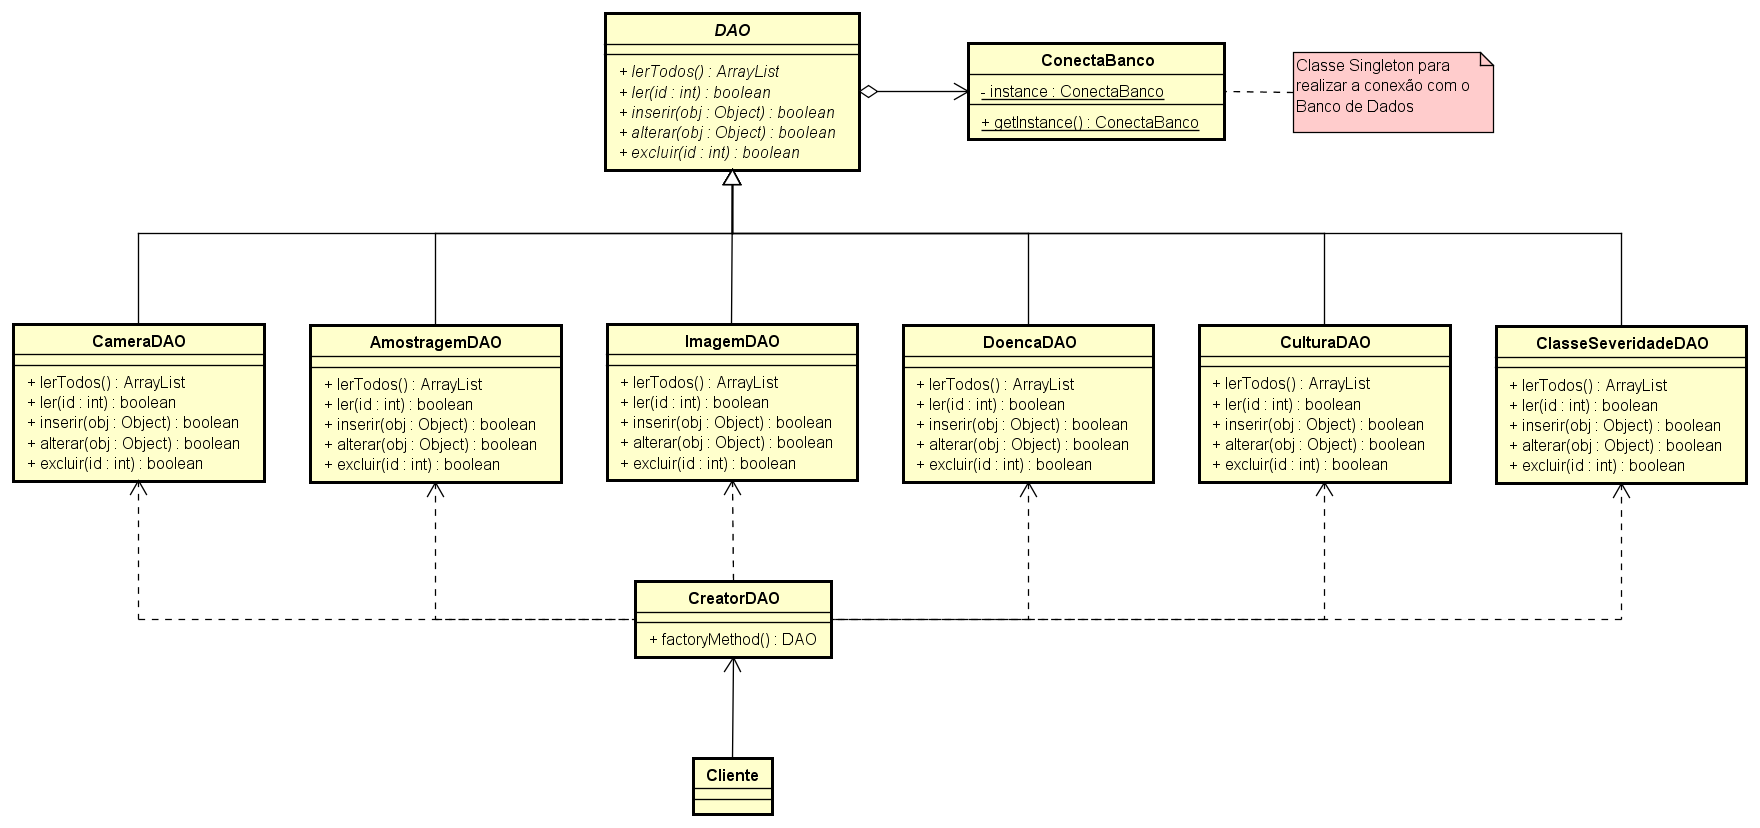 DAO
+ lerTodos() : ArrayList
+ ler(id : int) : boolean
+ inserir(obj : Object) : boolean
+ alterar(obj : Object) : boolean
+ excluir(id : int) : boolean
ConectaBanco
- instance : ConectaBanco
+ getInstance() : ConectaBanco
Classe Singleton para
realizar a conexão com o
Banco de Dados
CameraDAO
+ lerTodos() : ArrayList
+ ler(id : int) : boolean
+ inserir(obj : Object) : boolean
+ alterar(obj : Object) : boolean
+ excluir(id : int) : boolean
AmostragemDAO
+ lerTodos() : ArrayList
+ ler(id : int) : boolean
+ inserir(obj : Object) : boolean
+ alterar(obj : Object) : boolean
+ excluir(id : int) : boolean
ImagemDAO
+ lerTodos() : ArrayList
+ ler(id : int) : boolean
+ inserir(obj : Object) : boolean
+ alterar(obj : Object) : boolean
+ excluir(id : int) : boolean
DoencaDAO
+ lerTodos() : ArrayList
+ ler(id : int) : boolean
+ inserir(obj : Object) : boolean
+ alterar(obj : Object) : boolean
+ excluir(id : int) : boolean
CulturaDAO
+ lerTodos() : ArrayList
+ ler(id : int) : boolean
+ inserir(obj : Object) : boolean
+ alterar(obj : Object) : boolean
+ excluir(id : int) : boolean
ClasseSeveridadeDAO
+ lerTodos() : ArrayList
+ ler(id : int) : boolean
+ inserir(obj : Object) : boolean
+ alterar(obj : Object) : boolean
+ excluir(id : int) : boolean
CreatorDAO
+ factoryMethod() : DAO
Cliente